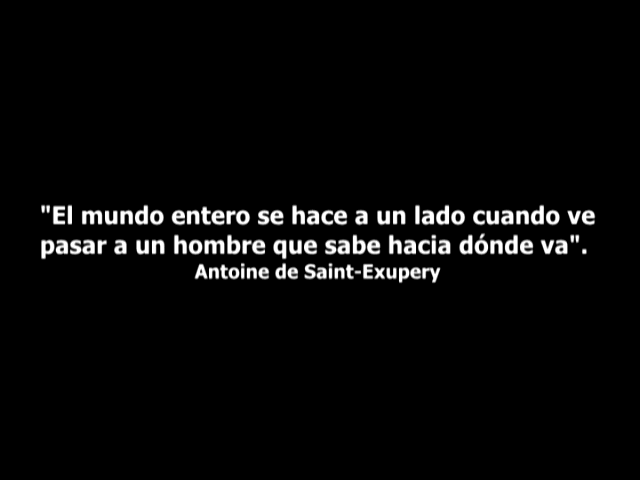 "El mundo entero se hace a un lado cuando ve
pasar a un hombre que sabe hacia dónde va".
Antoine de Saint-Exupery